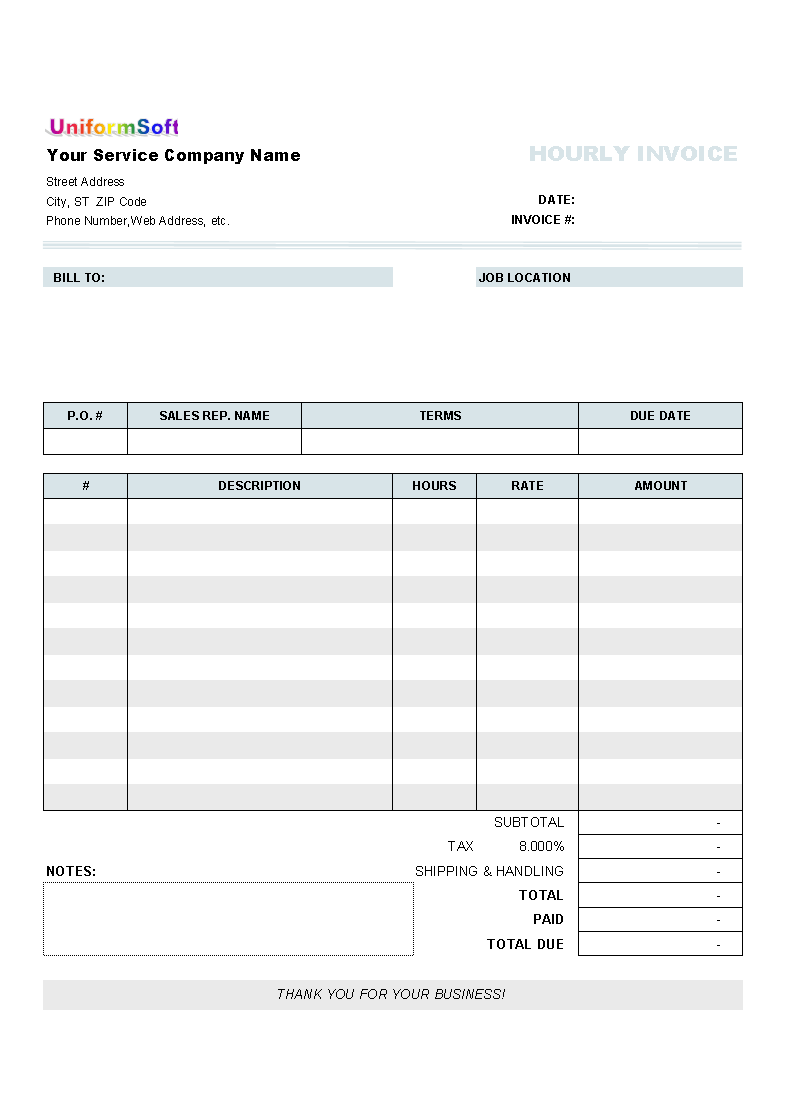 UniformSoft
Your Service Company Name
HOURLY INVOICE
Street Address
City, ST  ZIP Code
DATE:
Phone Number,Web Address, etc.
INVOICE #:
BILL TO:
JOB LOCATION
P.O. # SALES REP. NAME TERMS DUE DATE
# DESCRIPTION HOURS RATE AMOUNT
SUBTOTAL -
TAX 8.000% -
NOTES:
SHIPPING & HANDLING -
TOTAL -
PAID -
TOTAL DUE -
THANK YOU FOR YOUR BUSINESS!